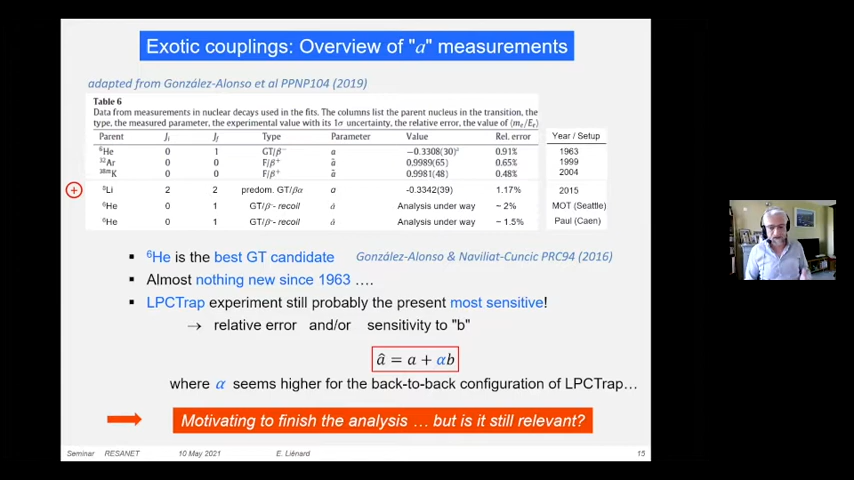 Exotic couplings: Overview of "a" measurements
adapted from González-Alonso et al PPNP104 (2019)
Table 6
Data from measurements in nuclear decays used in the fits. The columns list the parent nucleus in the transition, the
type, the measured parameter, the experimental value with its 1σ uncertainty, the relative error, the value of ⟨mₑ/Eₑ⟩
Parent Jᵢ J_f Type Parameter Value Rel. error Year / Setup
⁶He 0 1 GT/β⁻ a −0.3308(30) 0.91% 1963
³²Ar 0 0 F/β⁺ ã 0.9989(65) 0.65% 1999
³⁸ᵐK 0 0 F/β⁺ ã 0.9981(48) 0.48% 2004
Li 2 2 predom. GT/βα a -0.3342(39) 1.17% 2015
⁶He 0 1 GT/β- recoil Analysis under way ~ 2% MOT (Seattle)
⁶He 0 1 GT/β- recoil Analysis under way ~ 1.5% Paul (Caen)
▪ ⁶He is the best GT candidate González-Alonso & Naviliat-Cuncic PRC94 (2016)
▪ Almost nothing new since 1963 ….
▪ LPCTrap experiment still probably the present most sensitive!
→ relative error and/or sensitivity to "b"
â = a + αb
where α seems higher for the back-to-back configuration of LPCTrap…
Motivating to finish the analysis … but is it still relevant?
Seminar RESANET 10 May 2021 E. Liénard 15